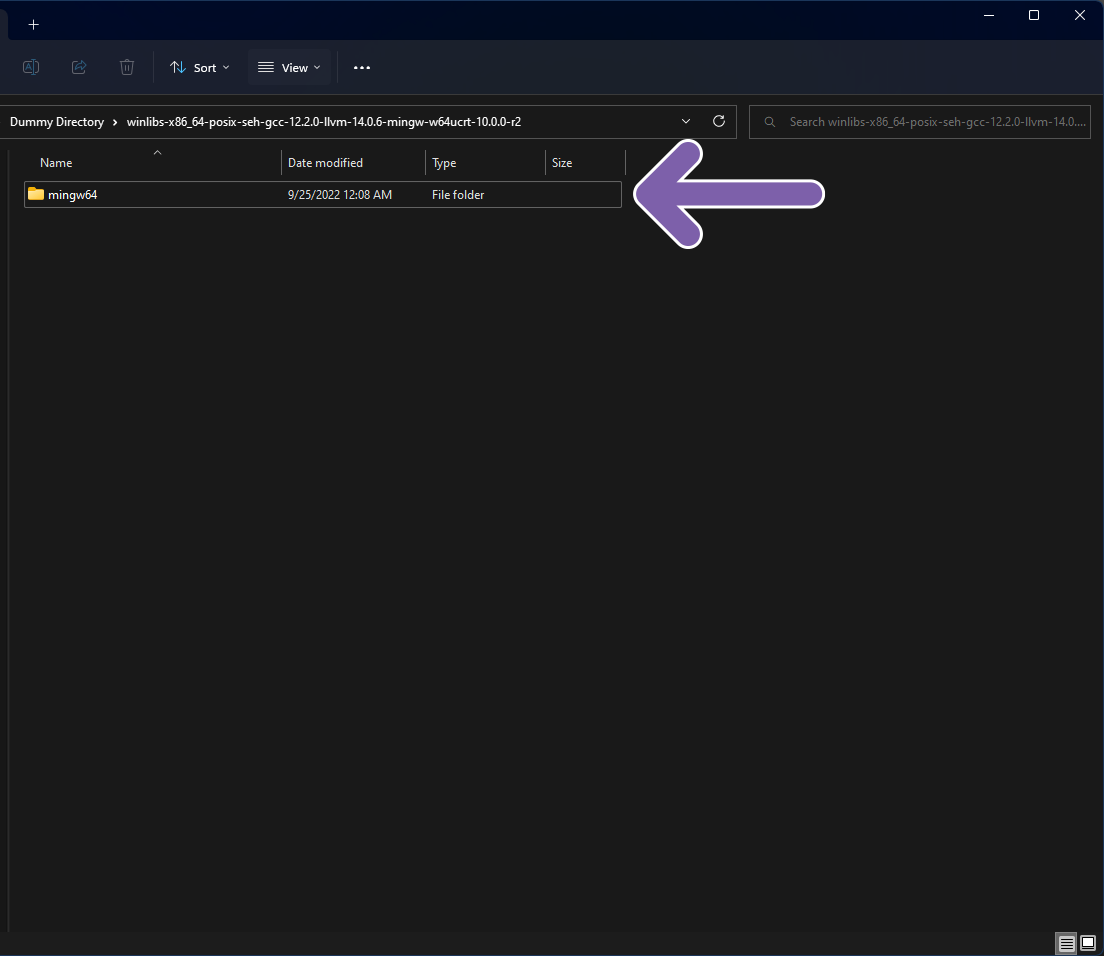 Sort
View
Dummy Directory
winlibs-x86_64-posix-seh-gcc-12.2.0-llvm-14.0.6-mingw-w64ucrt-10.0.0-r2
Search winlibs-x86_64-posix-seh-gcc-12.2.0-llvm-14.0....
Name Date modified Type Size
mingw64 9/25/2022 12:08 AM File folder